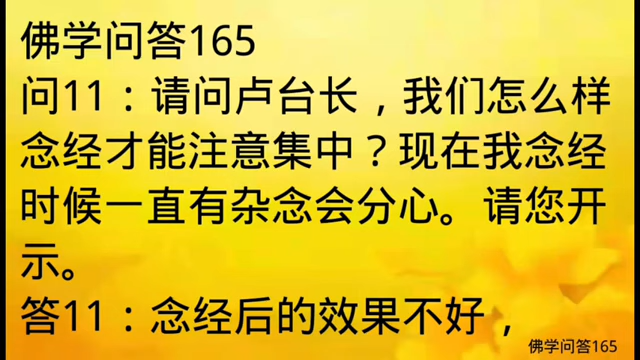 佛学问答165
问11：请问卢台长，我们怎么样
念经才能注意集中？现在我念经
时候一直有杂念会分心。请您开
示。
答11：念经后的效果不好，
佛学问答165